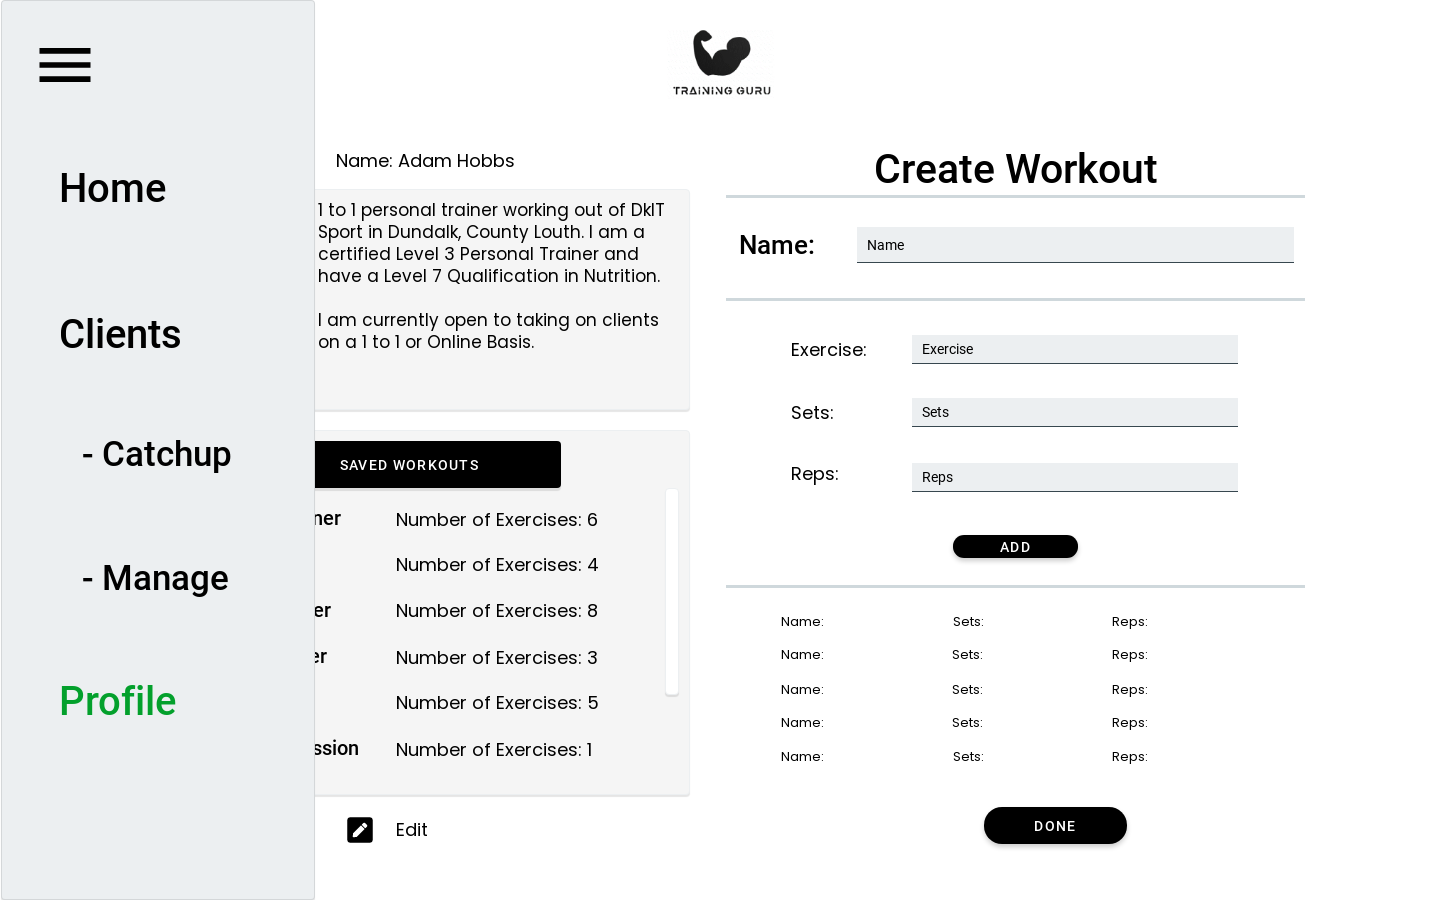 TRAINING GURU
Home
Clients
- Catchup
- Manage
Profile
Name: Adam Hobbs
1 to 1 personal trainer working out of DkIT
Sport in Dundalk, County Louth. I am a
certified Level 3 Personal Trainer and
have a Level 7 Qualification in Nutrition.
I am currently open to taking on clients
on a 1 to 1 or Online Basis.
SAVED WORKOUTS
ner Number of Exercises: 6
Number of Exercises: 4
er Number of Exercises: 8
er Number of Exercises: 3
Number of Exercises: 5
ssion Number of Exercises: 1
Edit
Create Workout
Name: Name
Exercise: Exercise
Sets: Sets
Reps: Reps
ADD
Name: Sets: Reps:
Name: Sets: Reps:
Name: Sets: Reps:
Name: Sets: Reps:
Name: Sets: Reps:
DONE